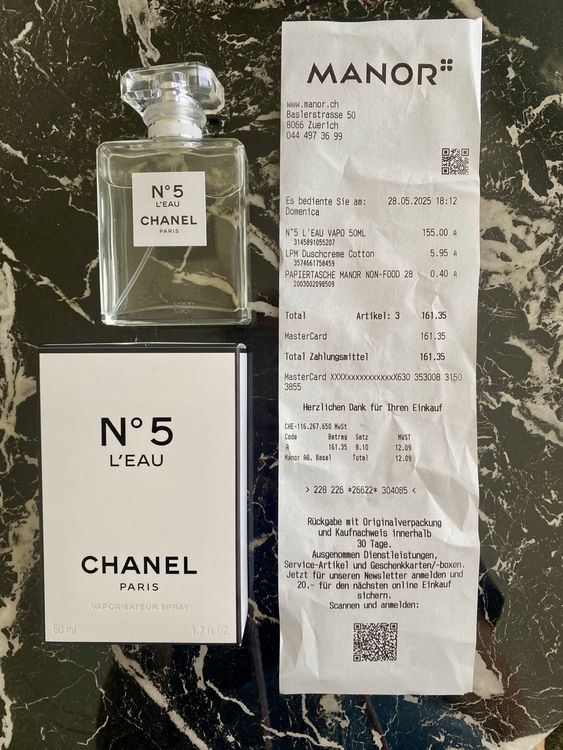 N°5
L'EAU
CHANEL
PARIS
N°5
L'EAU
CHANEL
PARIS
VAPORISATEUR SPRAY
50 ml 1.7 FL.OZ.
MANOR
www.manor.ch
Baslerstrasse 50
8066 Zuerich
044 497 36 99
Es bediente Sie am: 28.05.2025 18:12
Domenica
N°5 L'EAU VAPO 50ML 155.00 A
3145891055207
LPM Duschcreme Cotton 5.95 A
3574661758459
PAPIERTASCHE MANOR NON-FOOD 28 0.40 A
2003002098509
Total Artikel: 3 161.35
MasterCard 161.35
Total Zahlungsmittel 161.35
MasterCard XXXXxxxxxxxxxxxX630 353008 3150
3855
Herzlichen Dank für Ihren Einkauf
CHE-116.267.650 MwSt
Code Betrag Satz MWST
A 161.35 8.10 12.09
Manor AG, Basel Total 12.09
> 228 226 *26622* 304085 <
Rückgabe mit Originalverpackung
und Kaufnachweis innerhalb
30 Tage.
Ausgenommen Dienstleistungen,
Service-Artikel und Geschenkkarten/-boxen.
Jetzt für unseren Newsletter anmelden und
20.- für den nächsten online Einkauf
sichern.
Scannen und anmelden: